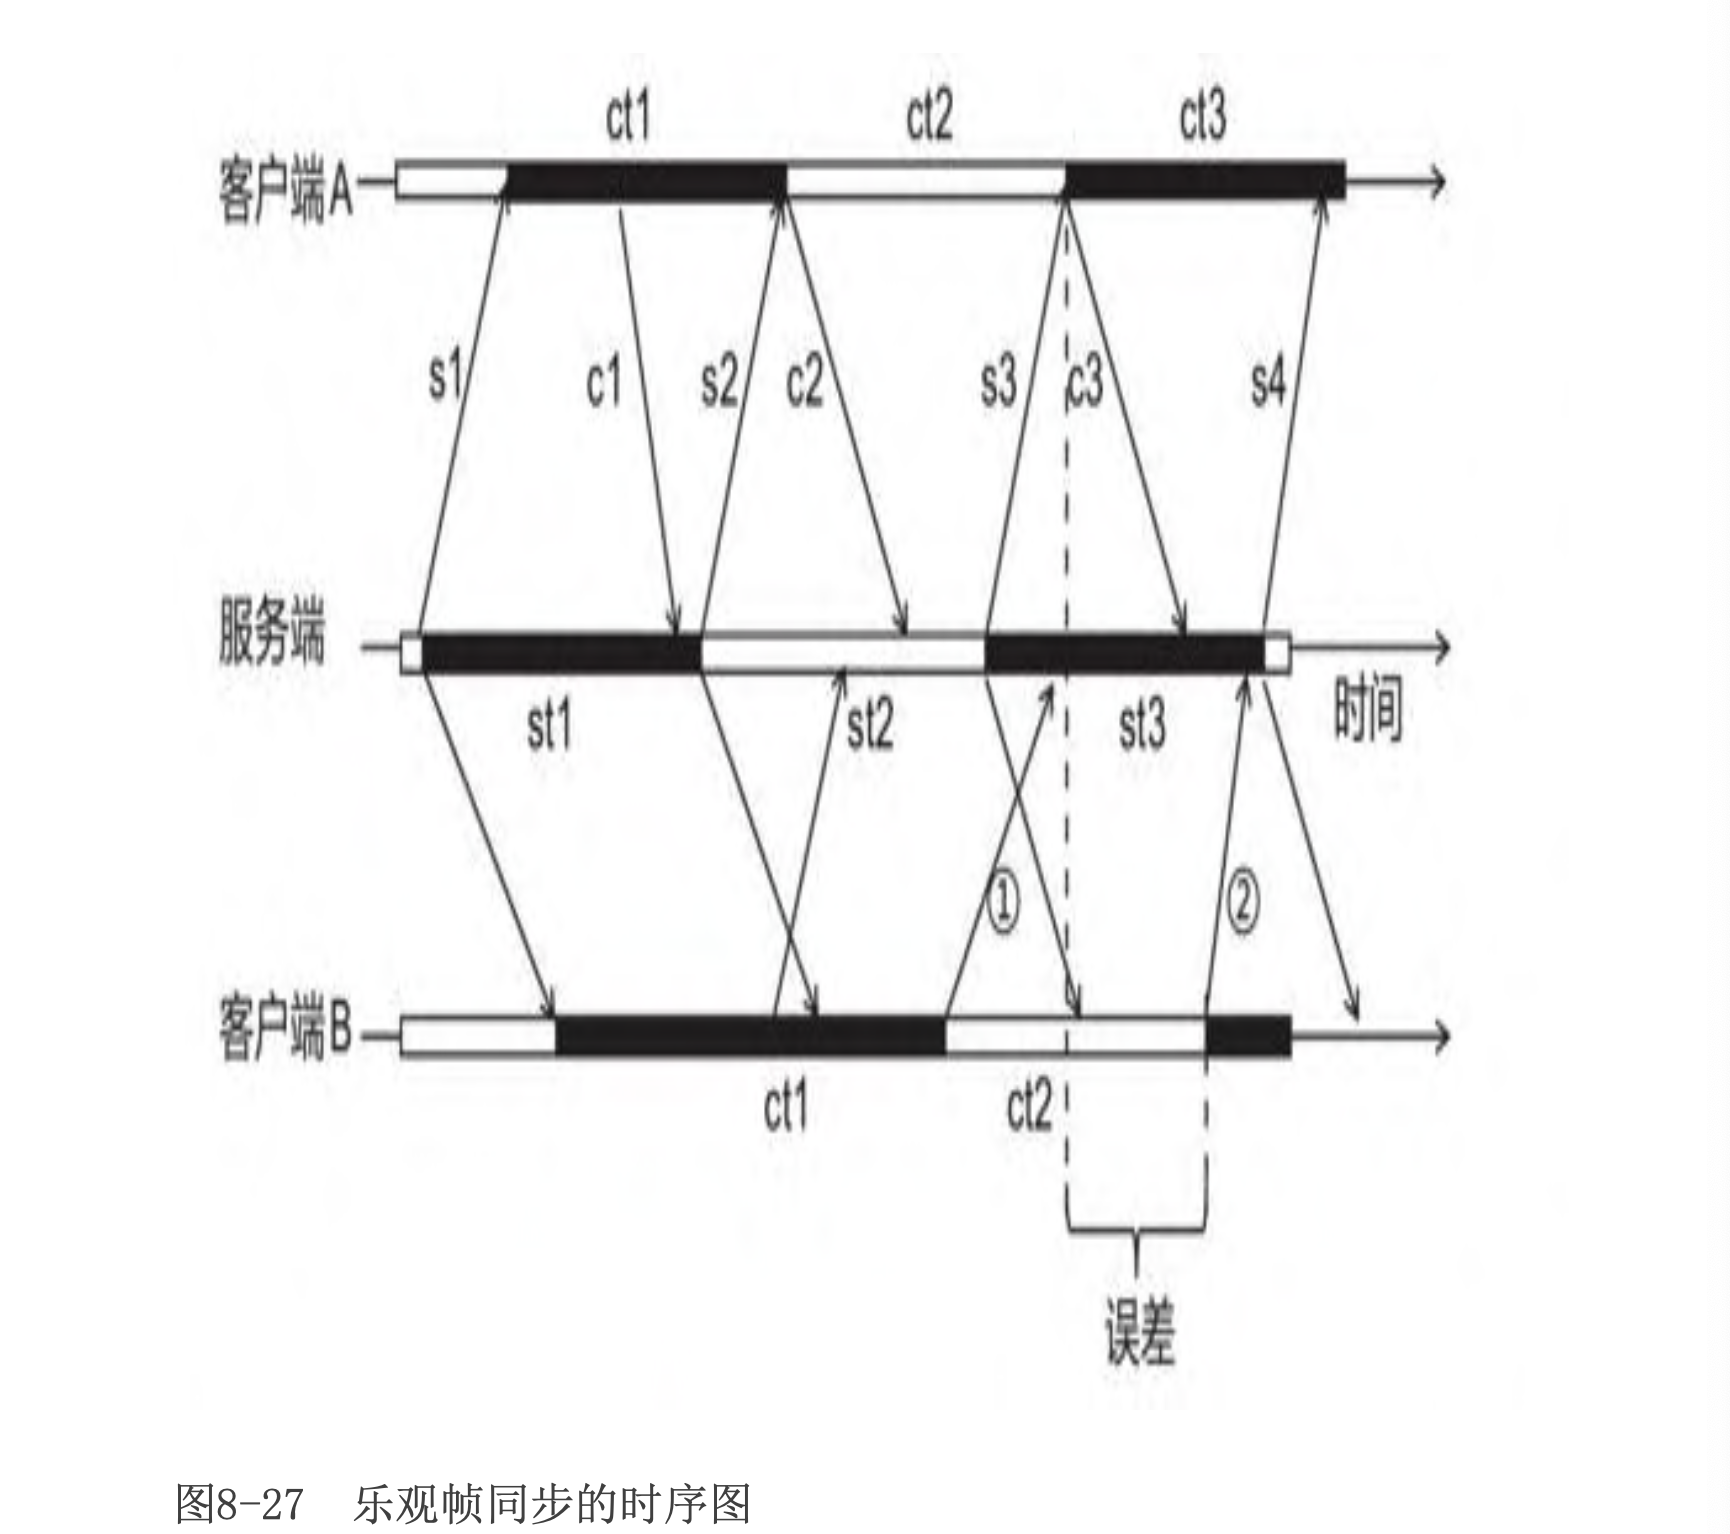 ct1 ct2 ct3
客户端A
s1 c1 s2 c2 s3 c3 s4
服务端
st1 st2 st3 时间
① ②
客户端B
ct1 ct2
误差
图8-27 乐观帧同步的时序图